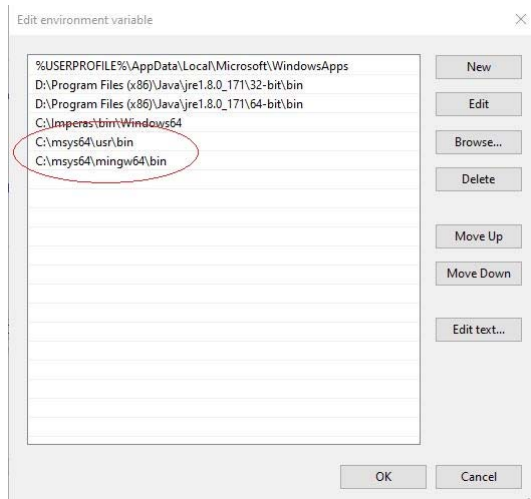 Edit environment variable
%USERPROFILE%\AppData\Local\Microsoft\WindowsApps
D:\Program Files (x86)\Java\jre1.8.0_171\32-bit\bin
D:\Program Files (x86)\Java\jre1.8.0_171\64-bit\bin
C:\Imperas\bin\Windows64
C:\msys64\usr\bin
C:\msys64\mingw64\bin
New
Edit
Browse...
Delete
Move Up
Move Down
Edit text...
OK
Cancel